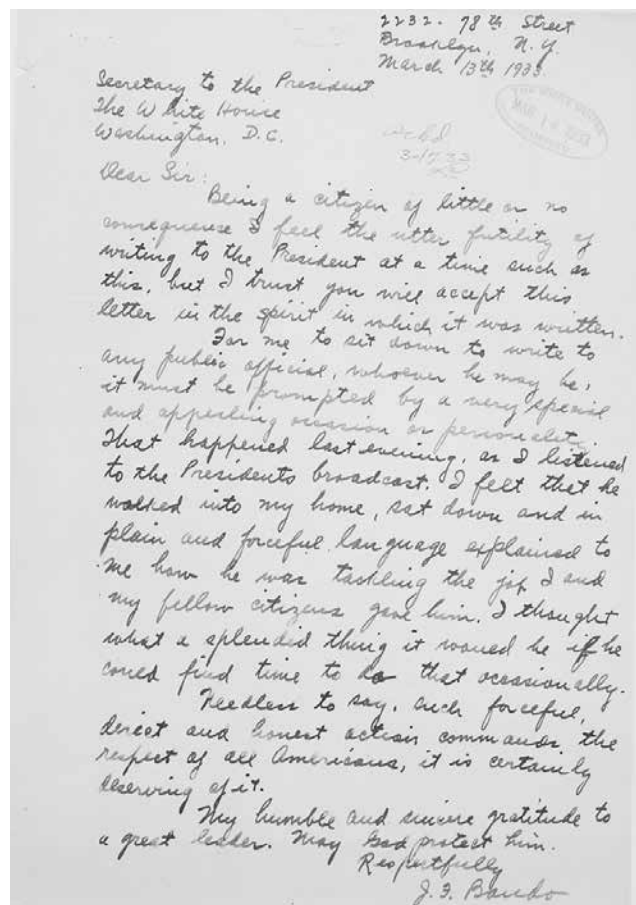 2232 - 78th Street
Brooklyn, N.Y.
March 13th 1933.
Secretary to the President
The White House
Washington, D.C.
THE WHITE HOUSE
MAR 14 1933
Ackd
Dear Sir:
Being a citizen of little or no
consequence I feel the utter futility of
writing to the President at a time such as
this, but I trust you will accept this
letter in the spirit in which it was written.
For me to sit down to write to
any public official, whoever he may be,
it must be prompted by a very special
and appealing occasion or personality.
That happened last evening, as I listened
to the Presidents broadcast. I felt that he
walked into my home, sat down and in
plain and forceful language explained to
me how he was tackling the job I and
my fellow citizens gave him. I thought
what a splendid thing it would be if he
could find time to do that occasionally.
Needless to say, such forceful,
direct and honest action commands the
respect of all Americans, it is certainly
deserving of it.
My humble and sincere gratitude to
a great leader. May God protect him.
Respectfully
J. F. Bando